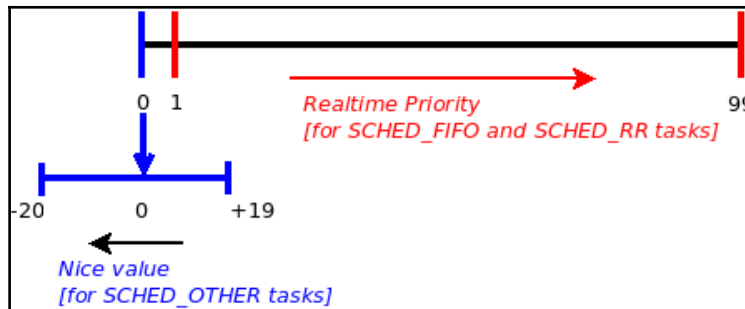 0 1 99
Realtime Priority
[for SCHED_FIFO and SCHED_RR tasks]
-20 0 +19
Nice value
[for SCHED_OTHER tasks]